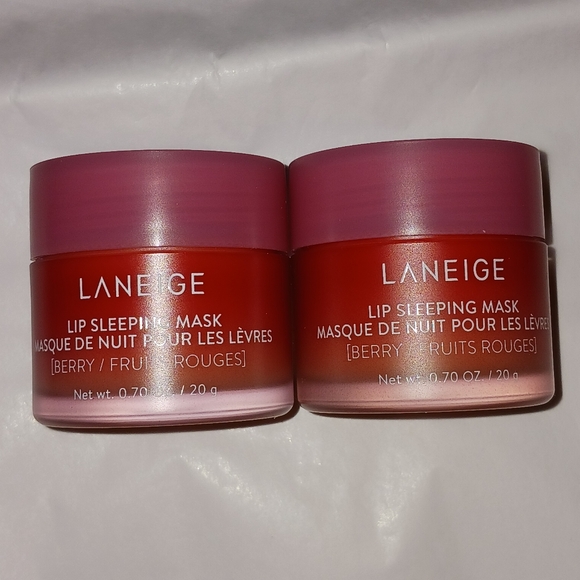 LANEIGE
LIP SLEEPING MASK
MASQUE DE NUIT POUR LES LÈVRES
[BERRY / FRUITS ROUGES]
Net wt. 0.70 OZ. / 20 g
LANEIGE
LIP SLEEPING MASK
MASQUE DE NUIT POUR LES LÈVRES
[BERRY / FRUITS ROUGES]
Net wt. 0.70 OZ. / 20 g